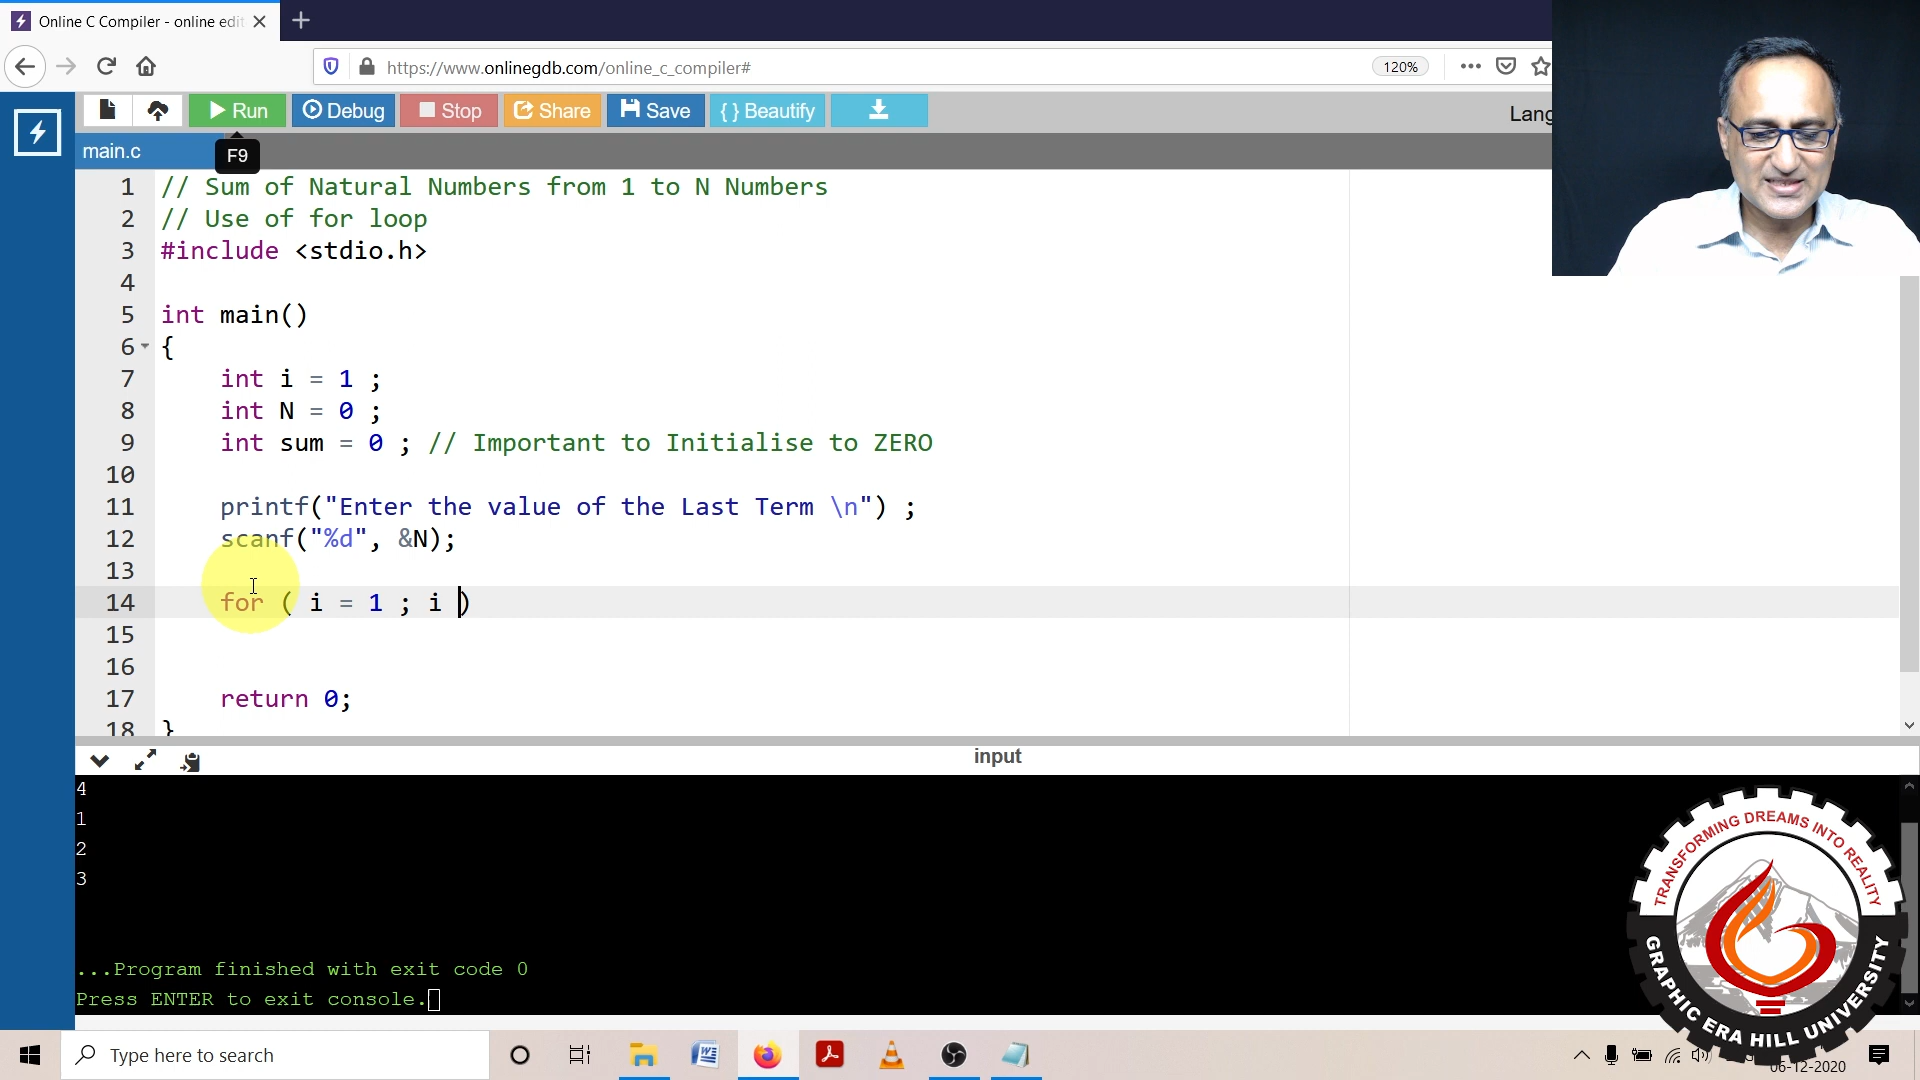 Online C Compiler - online edit
https://www.onlinegdb.com/online_c_compiler#
120%
Run
Debug
Stop
Share
Save
{ } Beautify
Lang
main.c
F9
1 // Sum of Natural Numbers from 1 to N Numbers
2 // Use of for loop
3 #include <stdio.h>
4
5 int main()
6 {
7 int i = 1 ;
8 int N = 0 ;
9 int sum = 0 ; // Important to Initialise to ZERO
10
11 printf("Enter the value of the Last Term \n") ;
12 scanf("%d", &N);
13
14 for ( i = 1 ; i )
15
16
17 return 0;
18 }
input
4
1
2
3
...Program finished with exit code 0
Press ENTER to exit console.
TRANSFORMING DREAMS INTO REALITY
GRAPHIC ERA HILL UNIVERSITY
Type here to search
06-12-2020